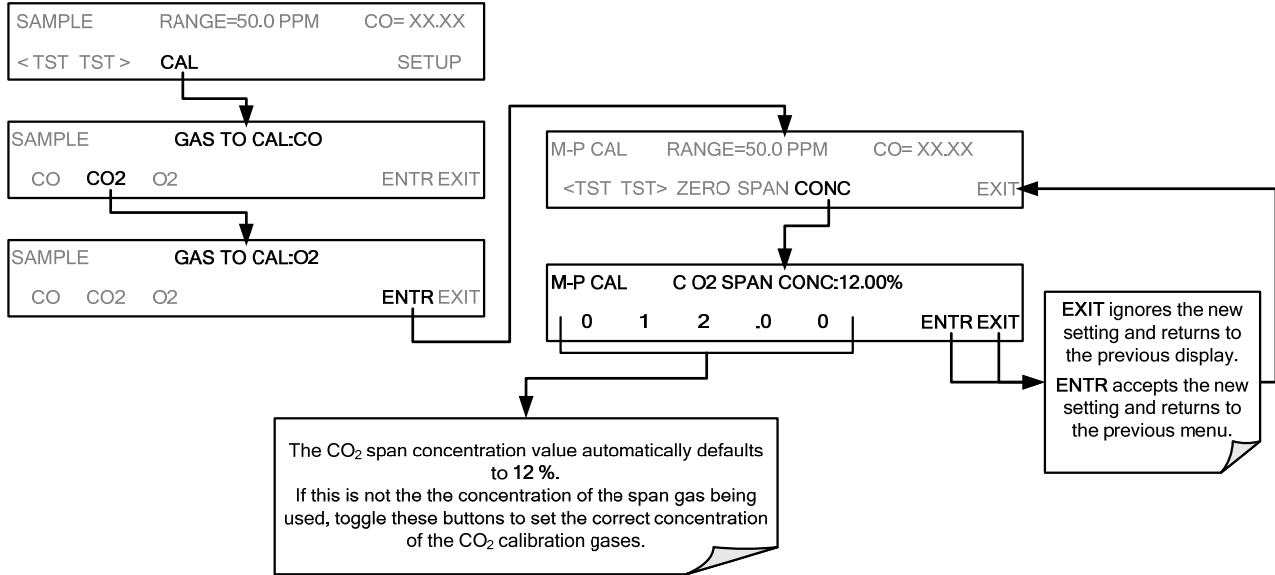 SAMPLE RANGE=50.0 PPM CO= XX.XX
< TST TST > CAL SETUP
SAMPLE GAS TO CAL:CO
CO CO2 O2 ENTR EXIT
SAMPLE GAS TO CAL:O2
CO CO2 O2 ENTR EXIT
M-P CAL RANGE=50.0 PPM CO= XX.XX
<TST TST> ZERO SPAN CONC EXIT
M-P CAL C O2 SPAN CONC:12.00%
0 1 2 .0 0 ENTR EXIT
EXIT ignores the new
setting and returns to
the previous display.
ENTR accepts the new
setting and returns to
the previous menu.
The CO₂ span concentration value automatically defaults
to 12 %.
If this is not the the concentration of the span gas being
used, toggle these buttons to set the correct concentration
of the CO₂ calibration gases.